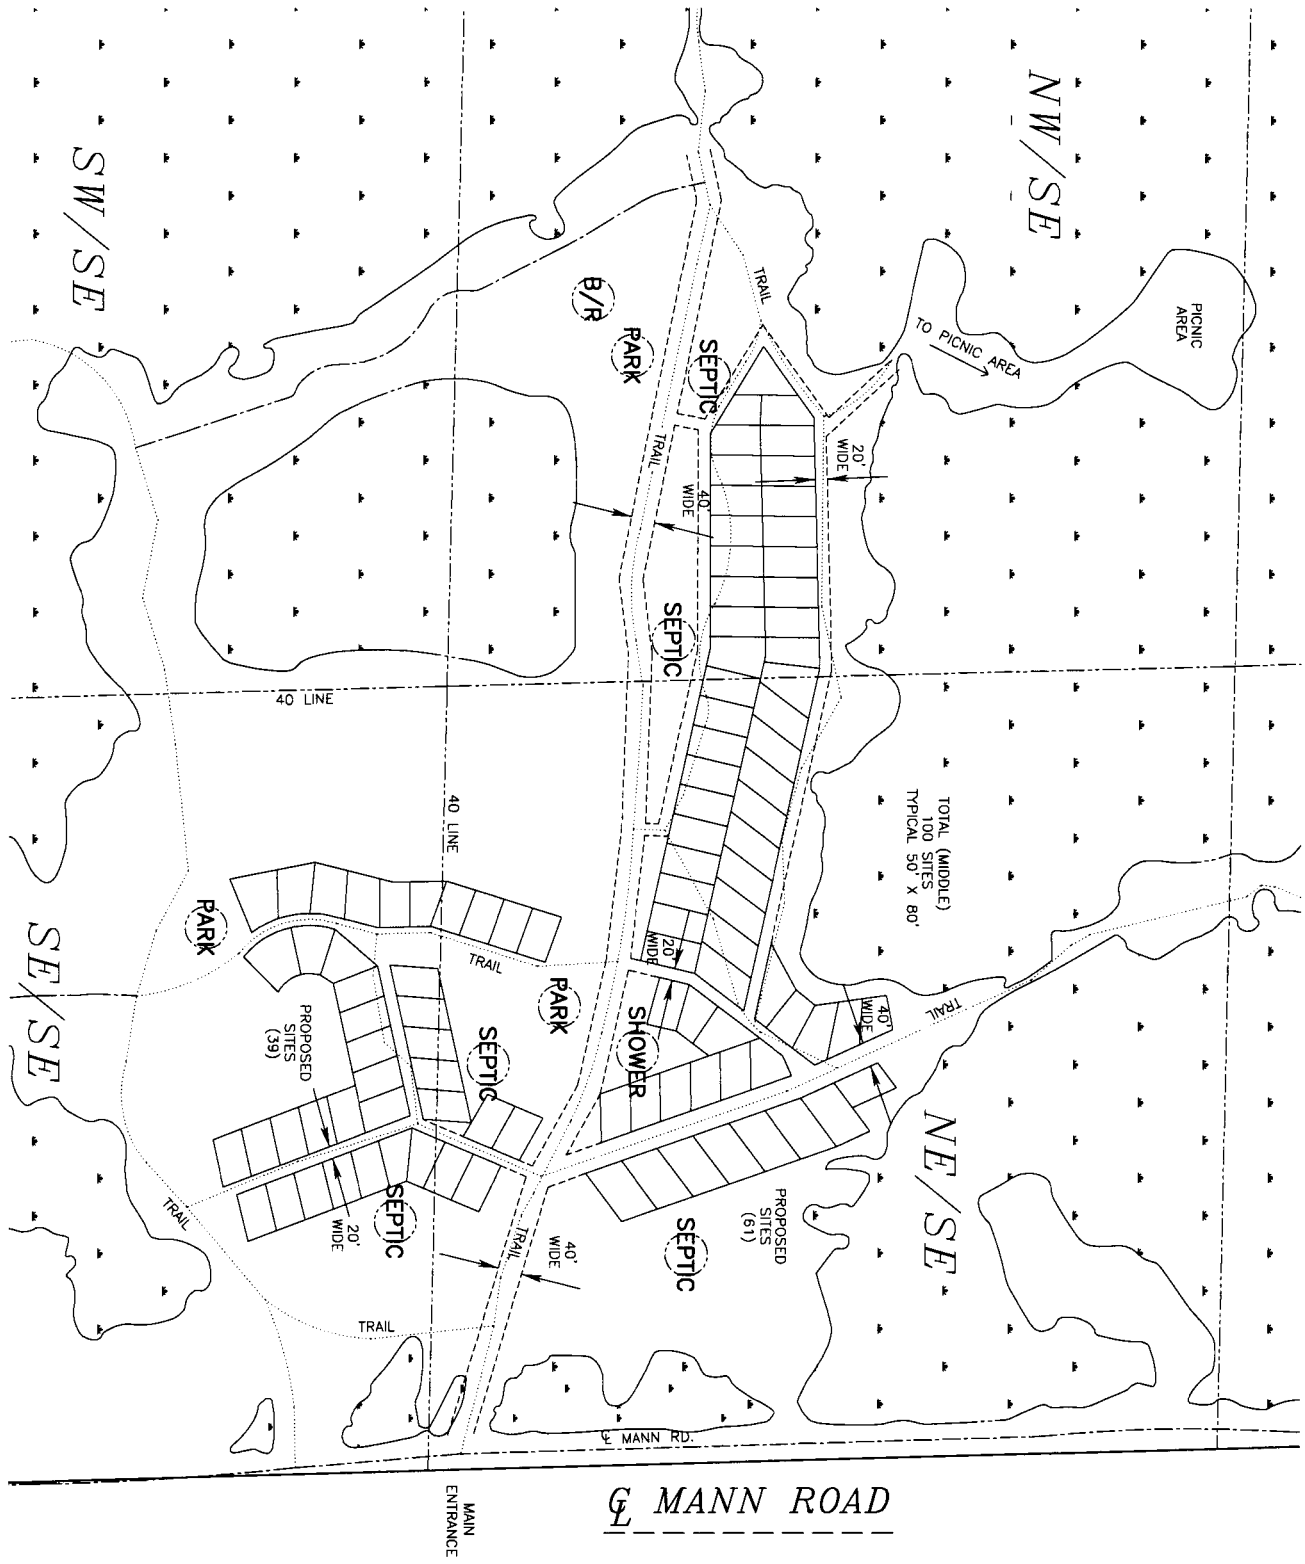 NW/SE
SW/SE
PICNIC
AREA
TRAIL
B/R
TO PICNIC AREA
PARK
SEPTIC
TRAIL
20'
WIDE
40'
WIDE
SEPTIC
40 LINE
40 LINE
TOTAL (MIDDLE)
100 SITES
TYPICAL 50' X 80'
PARK
SE/SE
TRAIL
20'
WIDE
PARK
SHOWER
SEPTIC
40'
WIDE
TRAIL
PROPOSED
SITES
(39)
NE/SE
TRAIL
SEPTIC
20'
WIDE
TRAIL
40'
WIDE
SEPTIC
PROPOSED
SITES
(61)
TRAIL
℄ MANN RD.
MAIN
ENTRANCE
℄ MANN ROAD